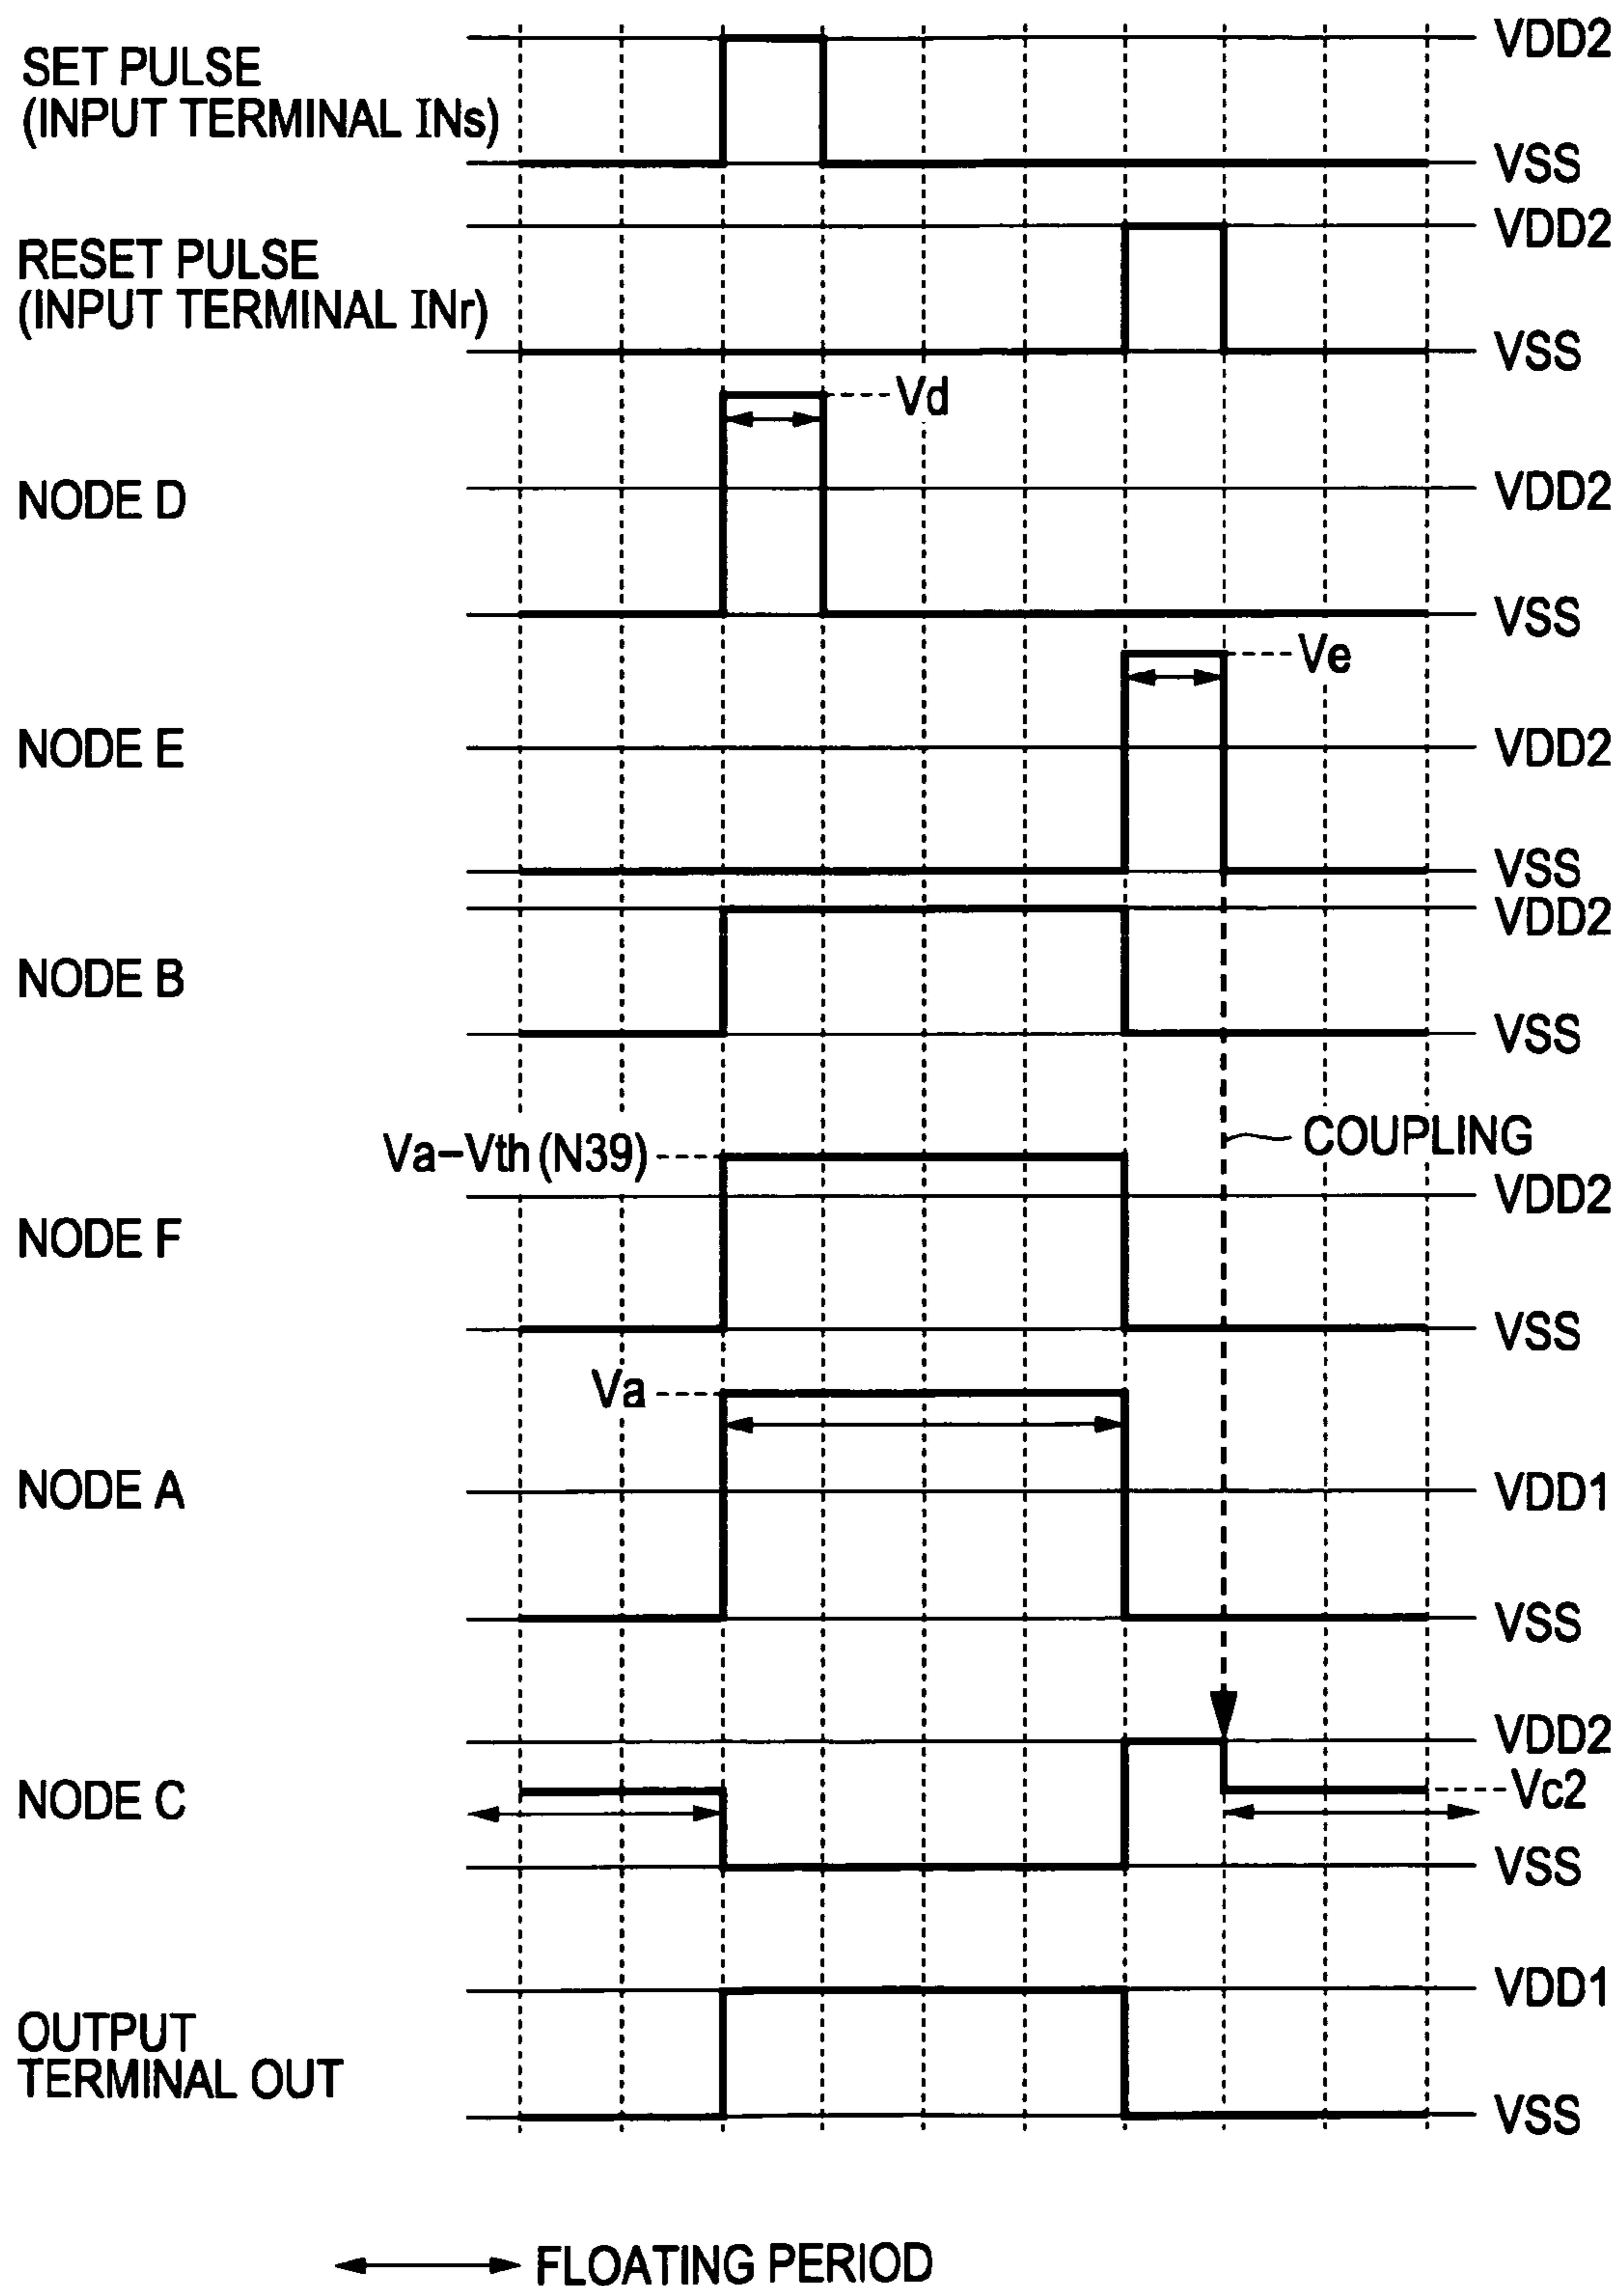 VDD2
SET PULSE
(INPUT TERMINAL INs)
VSS
VDD2
RESET PULSE
(INPUT TERMINAL INr)
VSS
Vd
NODE D
VDD2
VSS
Ve
NODE E
VDD2
VSS
VDD2
NODE B
VSS
COUPLING
Va-Vth (N39)
VDD2
NODE F
VSS
Va
NODE A
VDD1
VSS
VDD2
NODE C
Vc2
VSS
VDD1
OUTPUT
TERMINAL OUT
VSS
FLOATING PERIOD